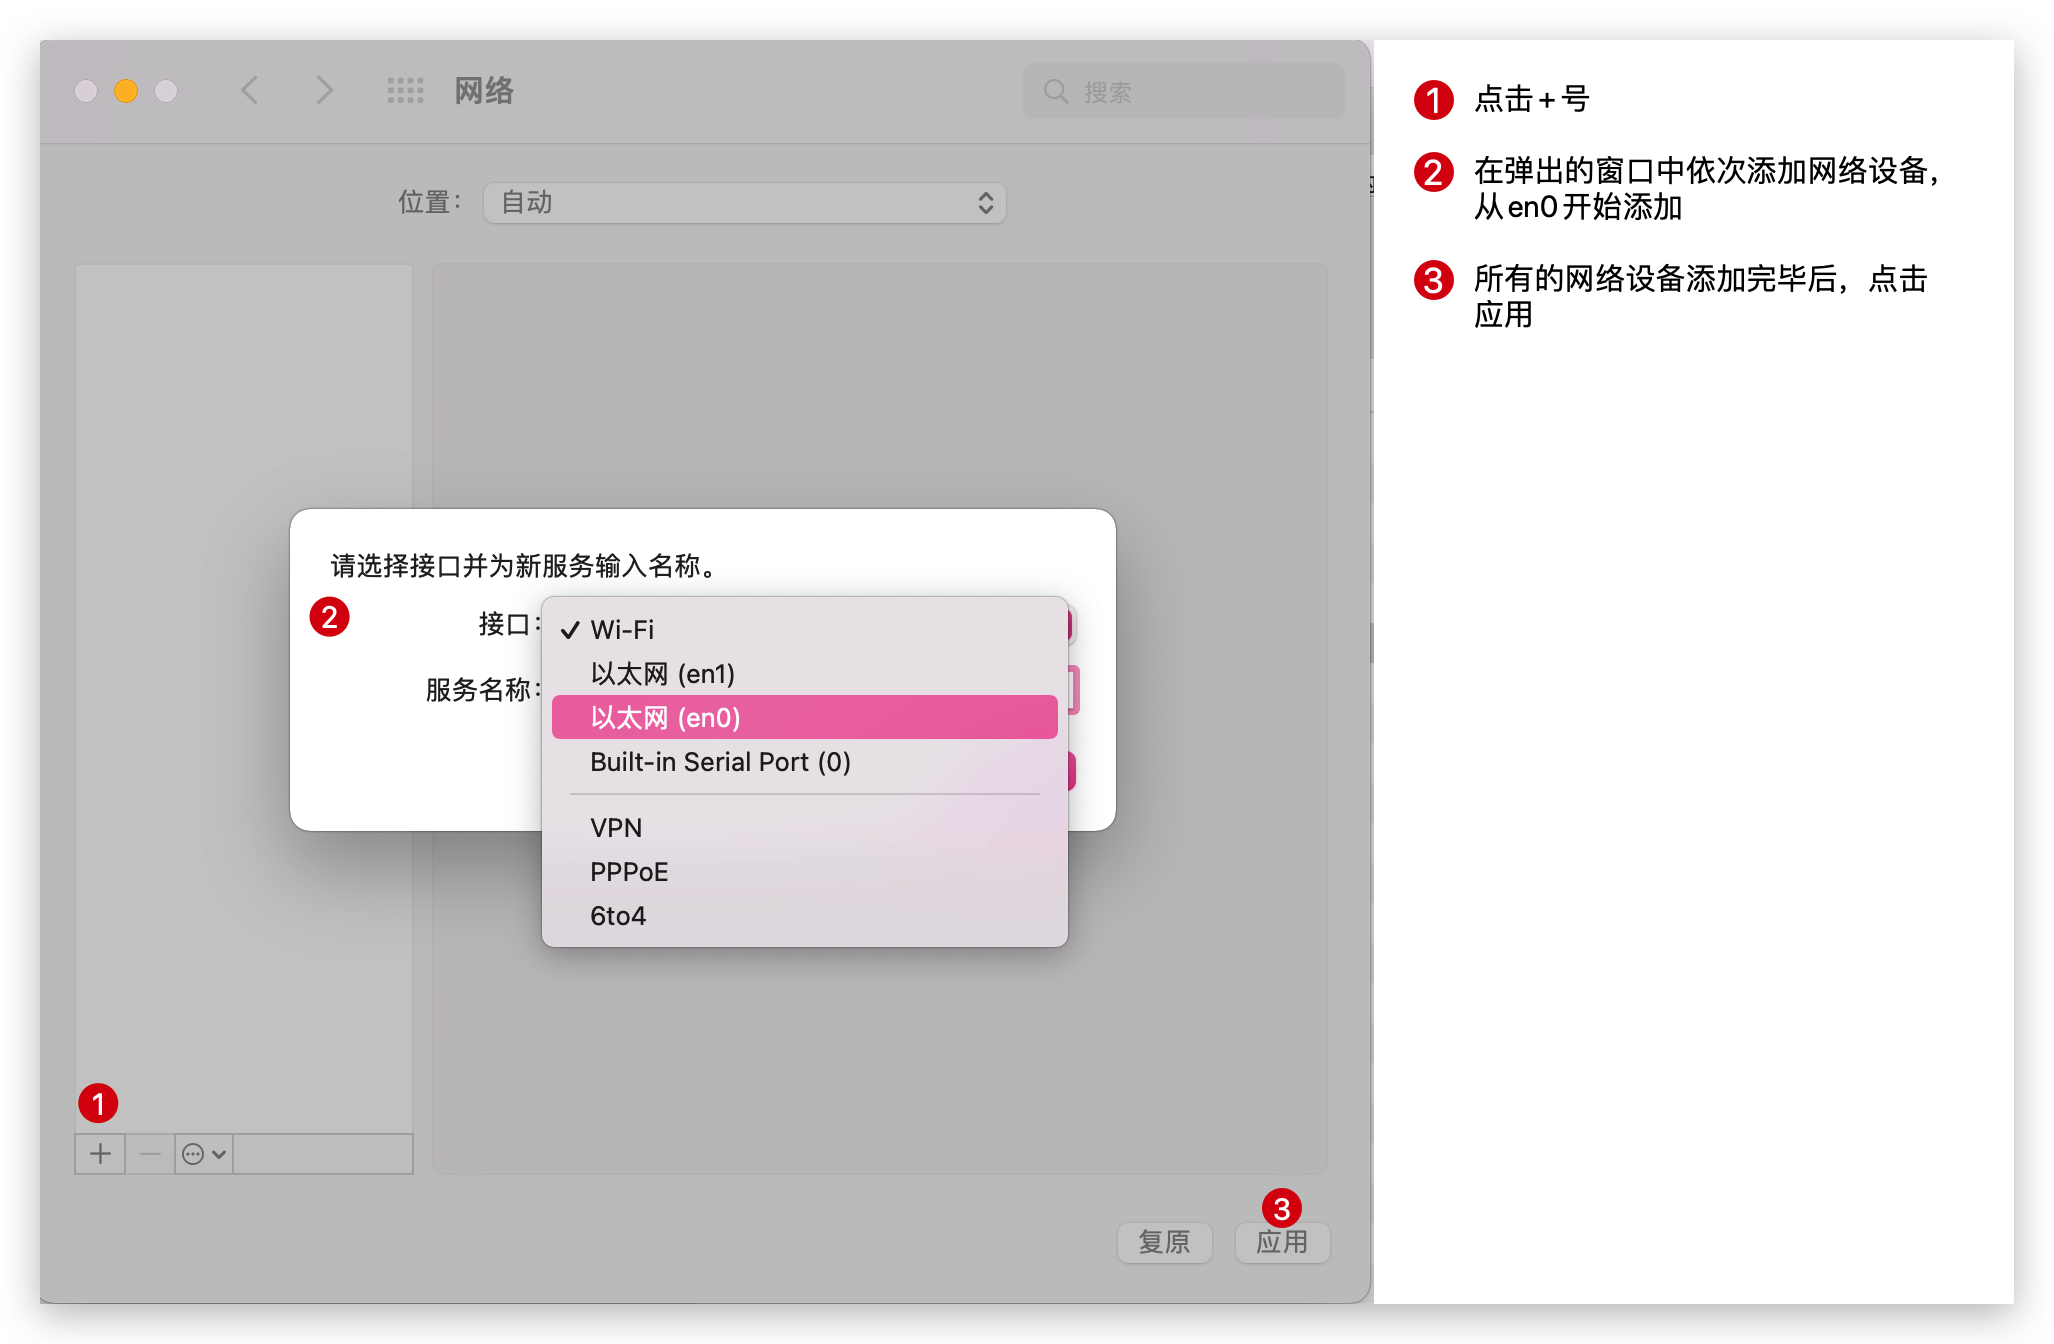 网络
搜索
位置：
自动
请选择接口并为新服务输入名称。
2
接口：
✓ Wi-Fi
以太网 (en1)
服务名称：
以太网 (en0)
Built-in Serial Port (0)
VPN
PPPoE
6to4
1
3
复原
应用
1 点击+号
2 在弹出的窗口中依次添加网络设备，
从en0开始添加
3 所有的网络设备添加完毕后，点击
应用